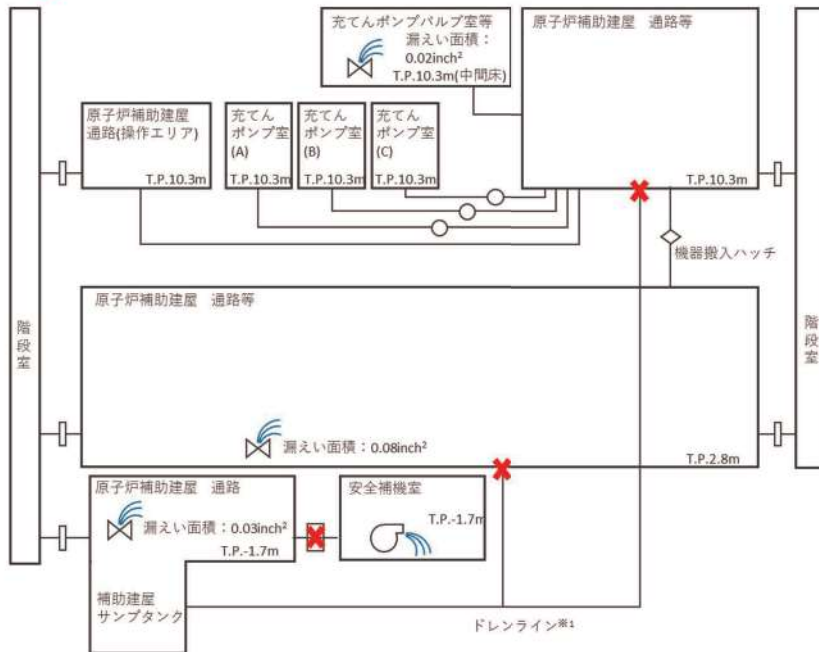 充てんポンプバルブ室等
漏えい面積：
0.02inch²
T.P.10.3m(中間床)
原子炉補助建屋　通路等
T.P.10.3m
原子炉補助建屋
通路(操作エリア)
T.P.10.3m
充てん
ポンプ室
(A)
T.P.10.3m
充てん
ポンプ室
(B)
T.P.10.3m
充てん
ポンプ室
(C)
T.P.10.3m
機器搬入ハッチ
階段室
階段室
原子炉補助建屋　通路等
漏えい面積：0.08inch²
T.P.2.8m
原子炉補助建屋　通路
漏えい面積：0.03inch²
T.P.-1.7m
補助建屋
サンプタンク
安全補機室
T.P.-1.7m
ドレンライン※1